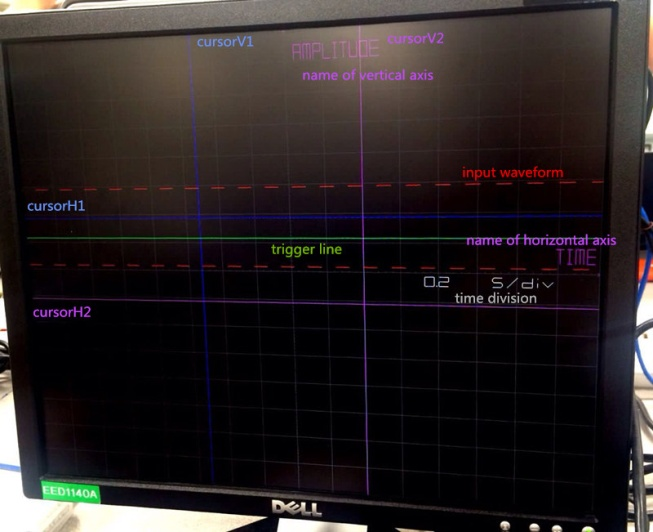 cursorV1
AMPLITUDE
cursorV2
name of vertical axis
input waveform
cursorH1
trigger line
name of horizontal axis
TIME
0.2 S/div
time division
cursorH2
EED1140A
DELL